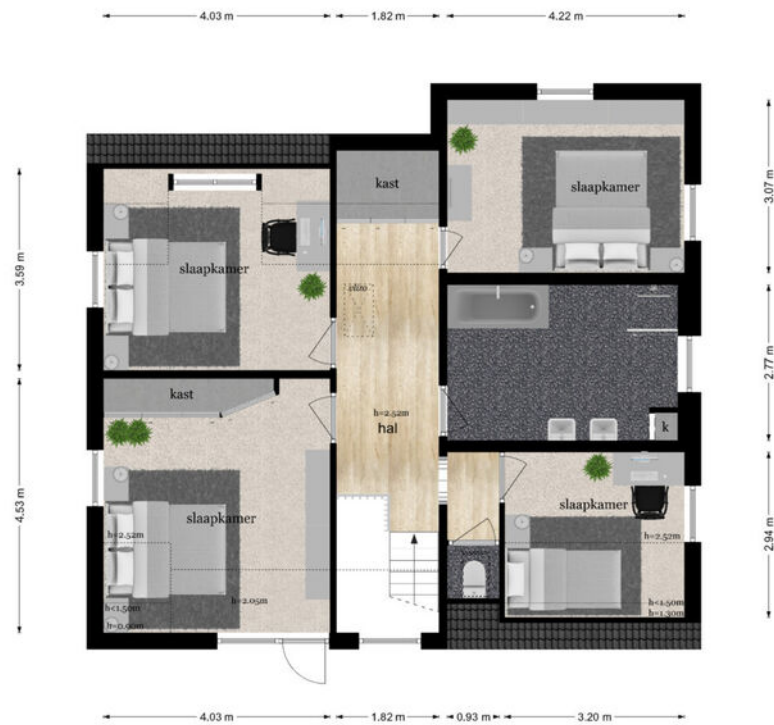 4.03 m
1.82 m
4.22 m
kast
slaapkamer
3.07 m
3.59 m
slaapkamer
vliro
2.77 m
kast
h=2.52m
hal
k
4.53 m
slaapkamer
slaapkamer
h=2.52m
h=2.52m
2.94 m
h<1.50m
h=2.05m
h<1.50m
h=1.30m
h=0.90m
4.03 m
1.82 m
0.93 m
3.20 m